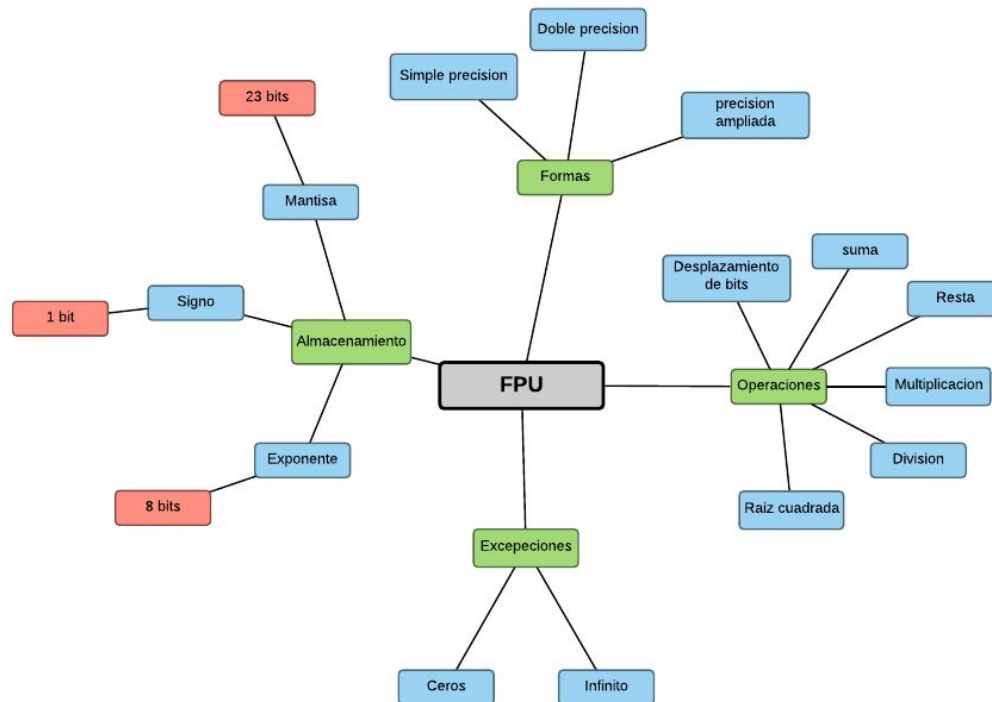 Doble precision
Simple precision
23 bits
precision
ampliada
Formas
Mantisa
suma
Desplazamiento
de bits
Resta
Signo
1 bit
Almacenamiento
FPU
Operaciones
Multiplicacion
Exponente
Division
8 bits
Raiz cuadrada
Excepeciones
Ceros
Infinito